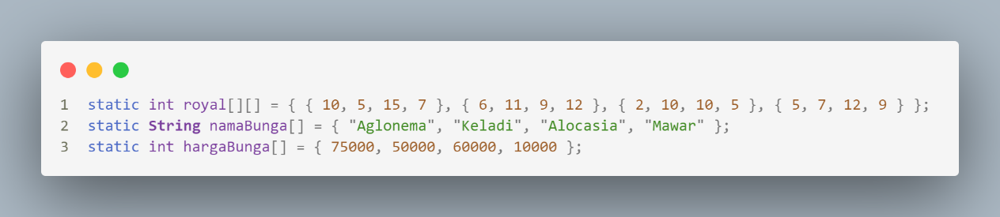 1 static int royal[][] = { { 10, 5, 15, 7 }, { 6, 11, 9, 12 }, { 2, 10, 10, 5 }, { 5, 7, 12, 9 } };
2 static String namaBunga[] = { "Aglonema", "Keladi", "Alocasia", "Mawar" };
3 static int hargaBunga[] = { 75000, 50000, 60000, 10000 };